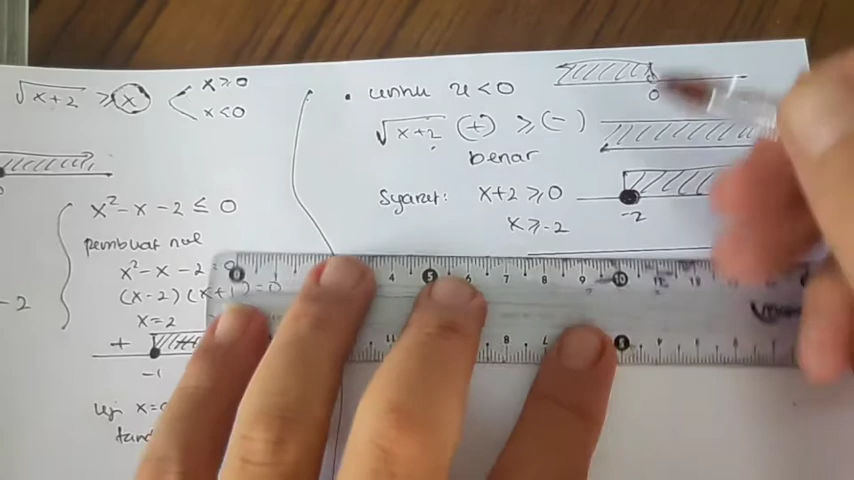 √x+2 ≥ x
x ≥ 0
x < 0
x² - x - 2 ≤ 0
pembuat nol
x² - x - 2 = 0
(x-2)(x+1)=0
x = 2
+
-1
- 2
uji x=0
• untuk x < 0
√x+2 (+) ≥ (-)
benar
Syarat: x+2 ≥ 0
x ≥ -2
0
-2